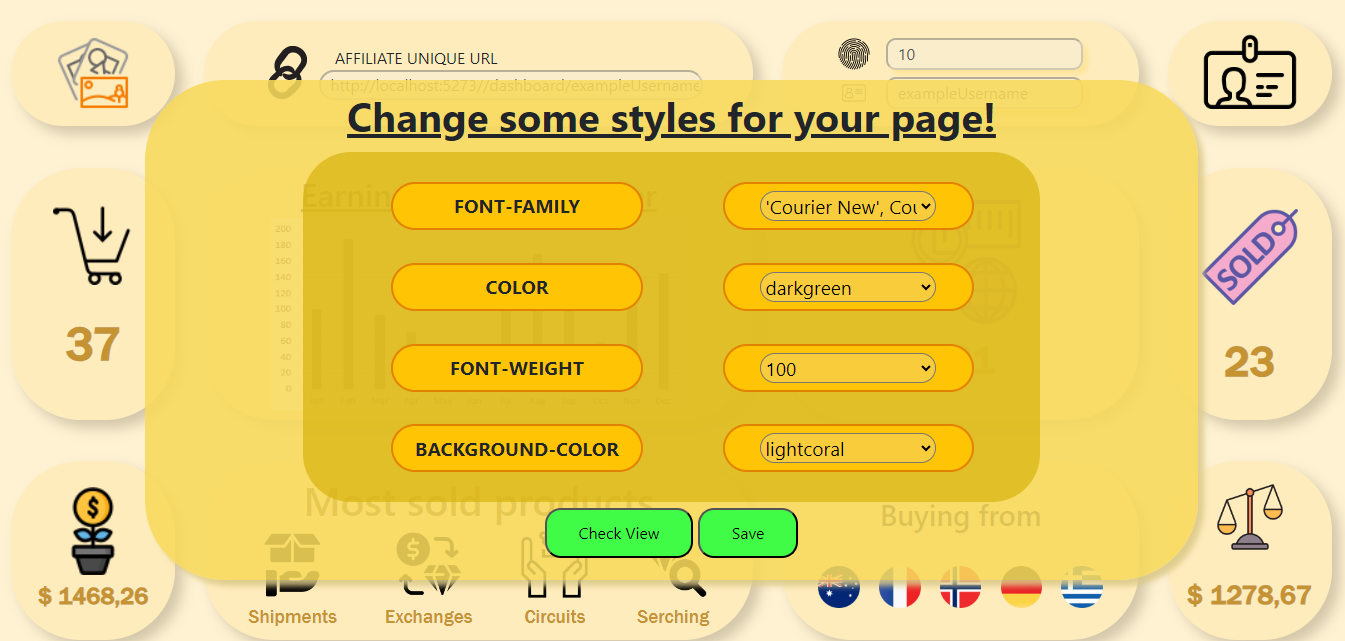 AFFILIATE UNIQUE URL
10
http://localhost:5273//dashboard/exampleUsername
exampleUsername
Change some styles for your page!
Earnin
FONT-FAMILY
'Courier New', Cou
COLOR
darkgreen
FONT-WEIGHT
100
BACKGROUND-COLOR
lightcoral
200
180
160
140
120
100
80
60
40
20
0
37
SOLD
23
Most sold products
Buying from
Check View
Save
$
$
$ 1468,26
Shipments
Exchanges
Circuits
Serching
$ 1278,67